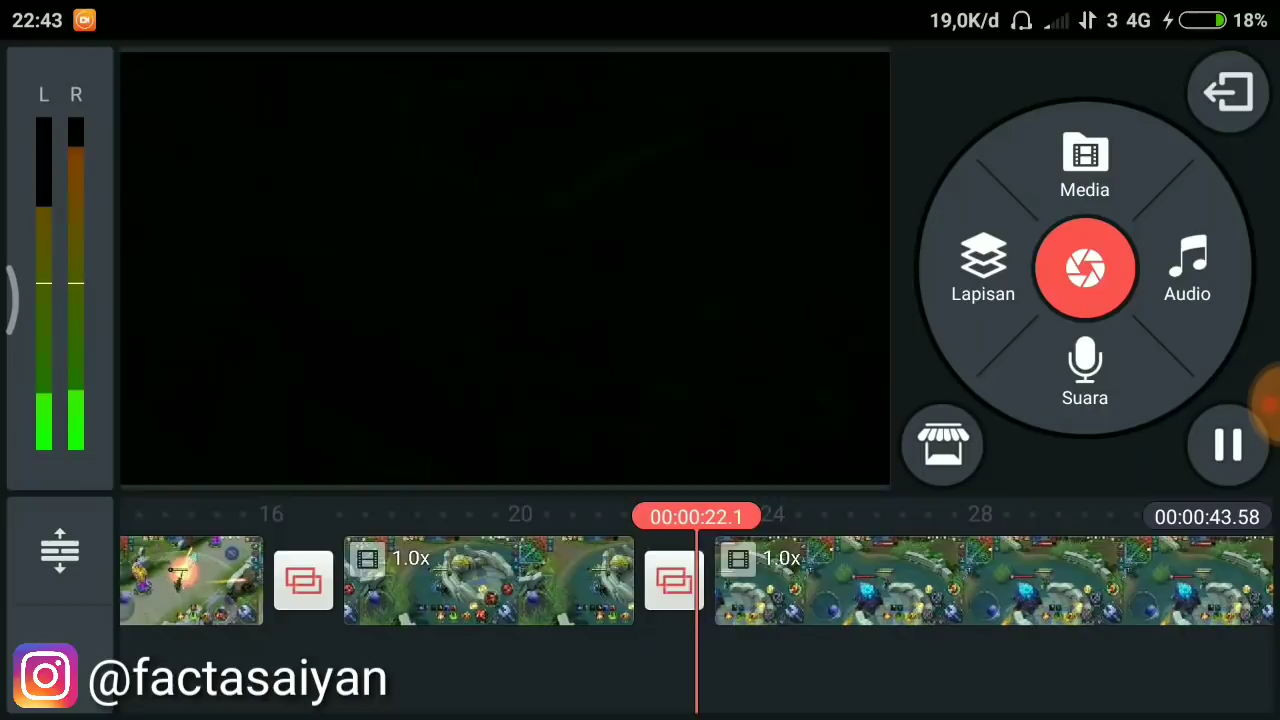 22:43
19,0K/d 3 4G 18%
L R
Media
Lapisan
Audio
Suara
16 20 00:00:22.1 24 28 00:00:43.58
1.0x 1.0x
@factasaiyan